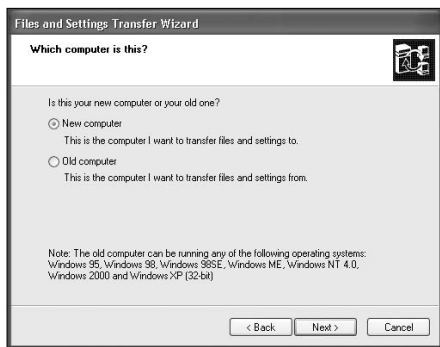 Files and Settings Transfer Wizard
Which computer is this?
Is this your new computer or your old one?
New computer
This is the computer I want to transfer files and settings to.
Old computer
This is the computer I want to transfer files and settings from.
Note: The old computer can be running any of the following operating systems:
Windows 95, Windows 98, Windows 98SE, Windows ME, Windows NT 4.0,
Windows 2000 and Windows XP (32-bit)
< Back Next > Cancel